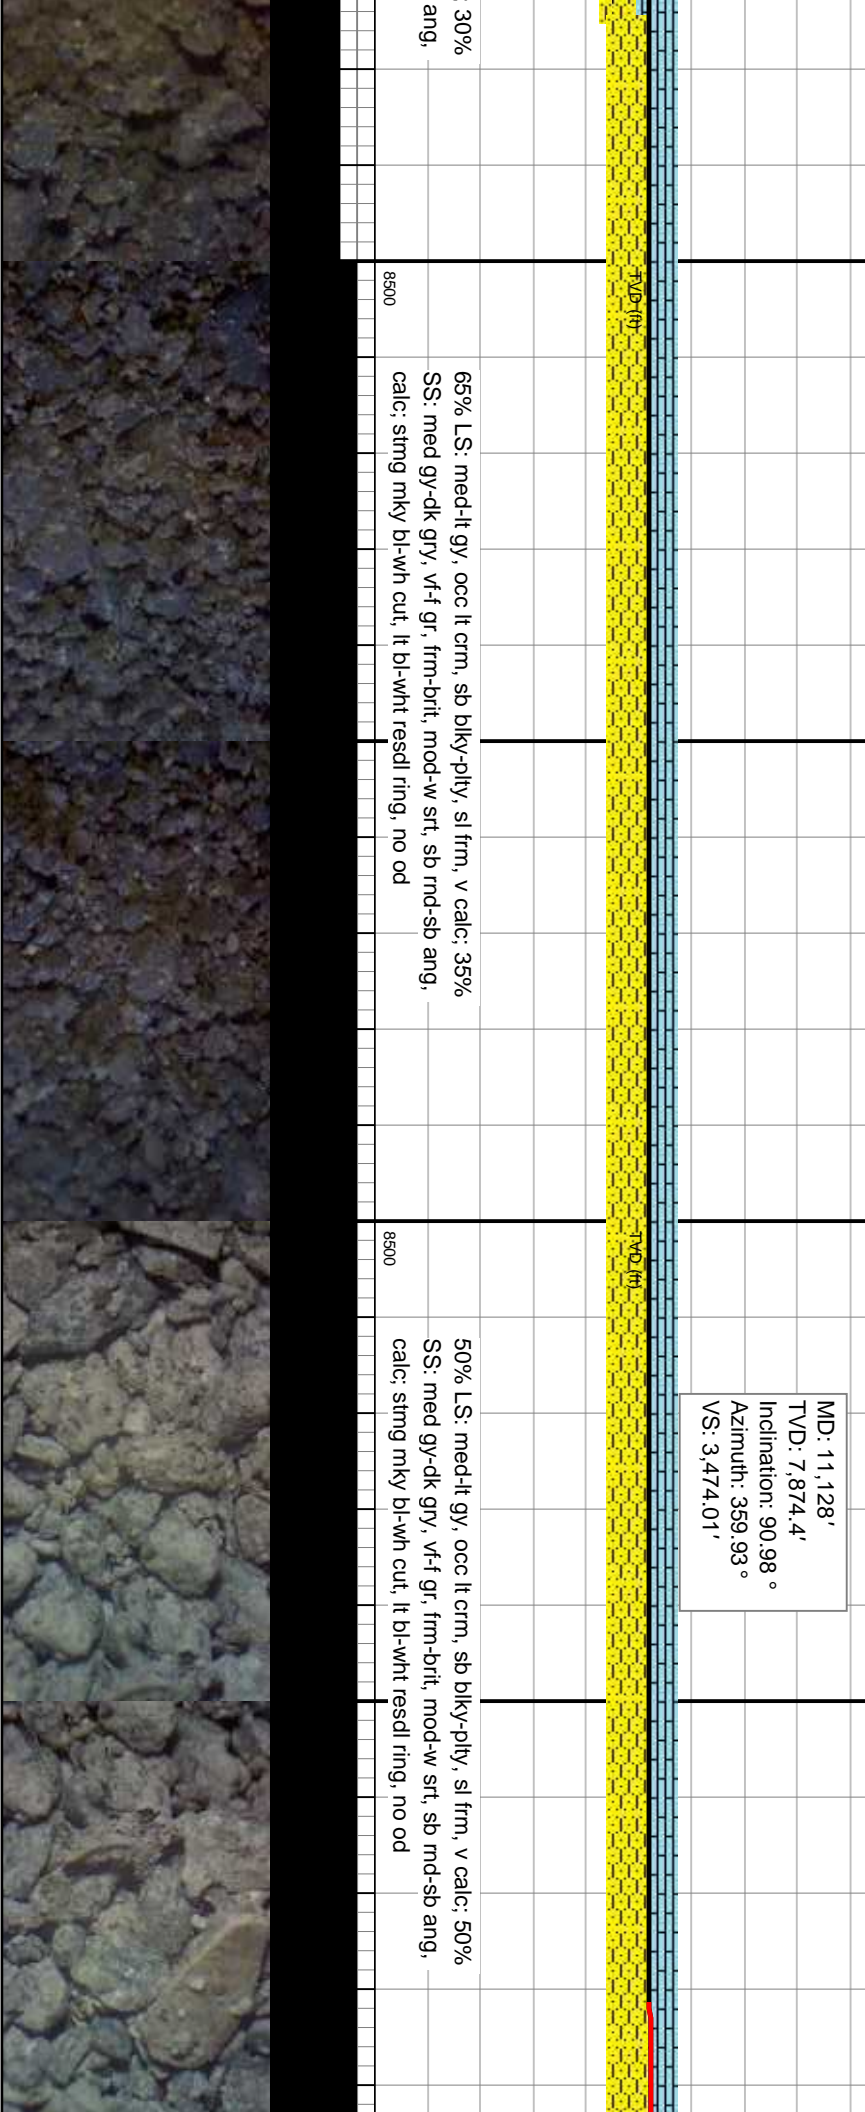 ; 30%
ang,
8500
TVD (ft)
65% LS: med-lt gy, occ lt crm, sb blky-plty, sl frm, v calc; 35%
SS: med gy-dk gry, vf-f gr, frm-brit, mod-w srt, sb rnd-sb ang,
calc; stmg mky bl-wh cut, lt bl-wht resdl ring, no od
8500
TVD (ft)
MD: 11,128'
TVD: 7,874.4'
Inclination: 90.98 °
Azimuth: 359.93 °
VS: 3,474.01'
50% LS: med-lt gy, occ lt crm, sb blky-plty, sl frm, v calc; 50%
SS: med gy-dk gry, vf-f gr, frm-brit, mod-w srt, sb rnd-sb ang,
calc; stmg mky bl-wh cut, lt bl-wht resdl ring, no od